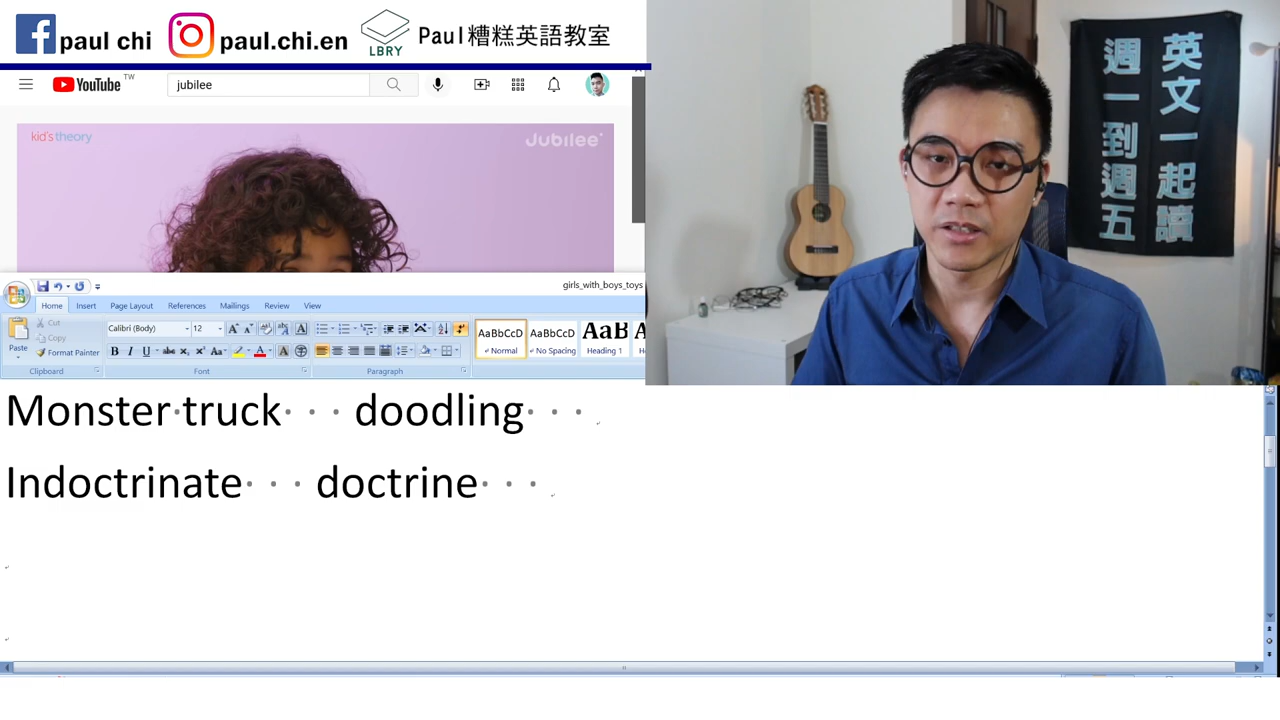 paul chi
paul.chi.en
LBRY
Paul糟糕英語教室
YouTube TW
jubilee
kid's theory
Jubilee
girls_with_boys_toys
Home Insert Page Layout References Mailings Review View
Paste
Cut
Copy
Format Painter
Calibri (Body) 12
AaBbCcD AaBbCcD AaBb
Normal No Spacing Heading 1
Clipboard Font Paragraph
Monster truck doodling
Indoctrinate doctrine
英文一起讀
週一到週五